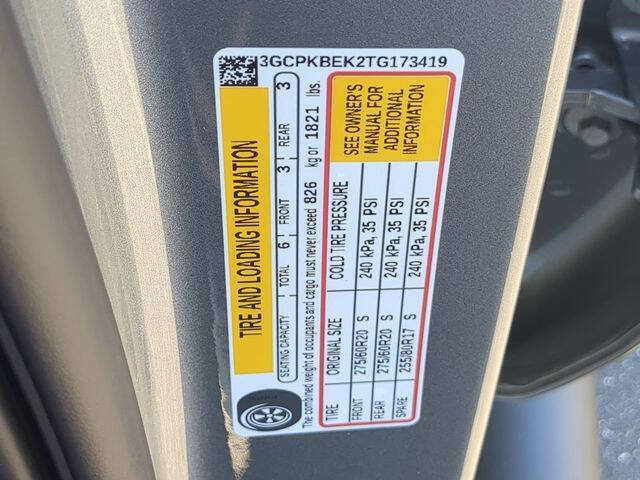 3GCPKBEK2TG173419
TIRE AND LOADING INFORMATION
SEATING CAPACITY TOTAL 6 FRONT 3 REAR 3
The combined weight of occupants and cargo must never exceed 826 kg or 1821 lbs.
TIRE ORIGINAL SIZE COLD TIRE PRESSURE
FRONT 275/60R20 S 240 kPa, 35 PSI
REAR 275/60R20 S 240 kPa, 35 PSI
SPARE 255/80R17 S 240 kPa, 35 PSI
SEE OWNER'S
MANUAL FOR
ADDITIONAL
INFORMATION